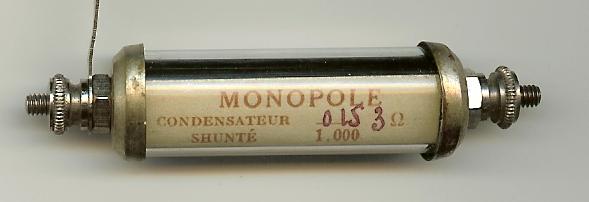 MONOPOLE
CONDENSATEUR 0 15 3 Ω
SHUNTÉ 1.000